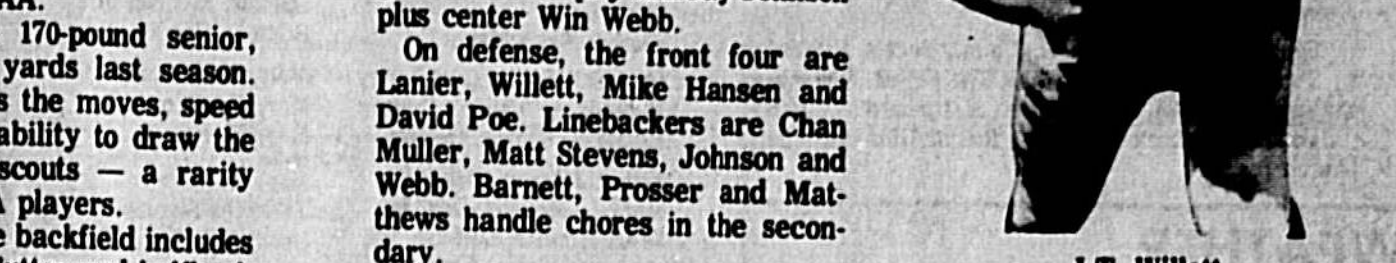 170-pound senior,
yards last season.
the moves, speed
ability to draw the
scouts — a rarity
players.
backfield includes
plus center Win Webb.
On defense, the front four are
Lanier, Willett, Mike Hansen and
David Poe. Linebackers are Chan
Muller, Matt Stevens, Johnson and
Webb. Barnett, Prosser and Mat-
thews handle chores in the secon-
dary.